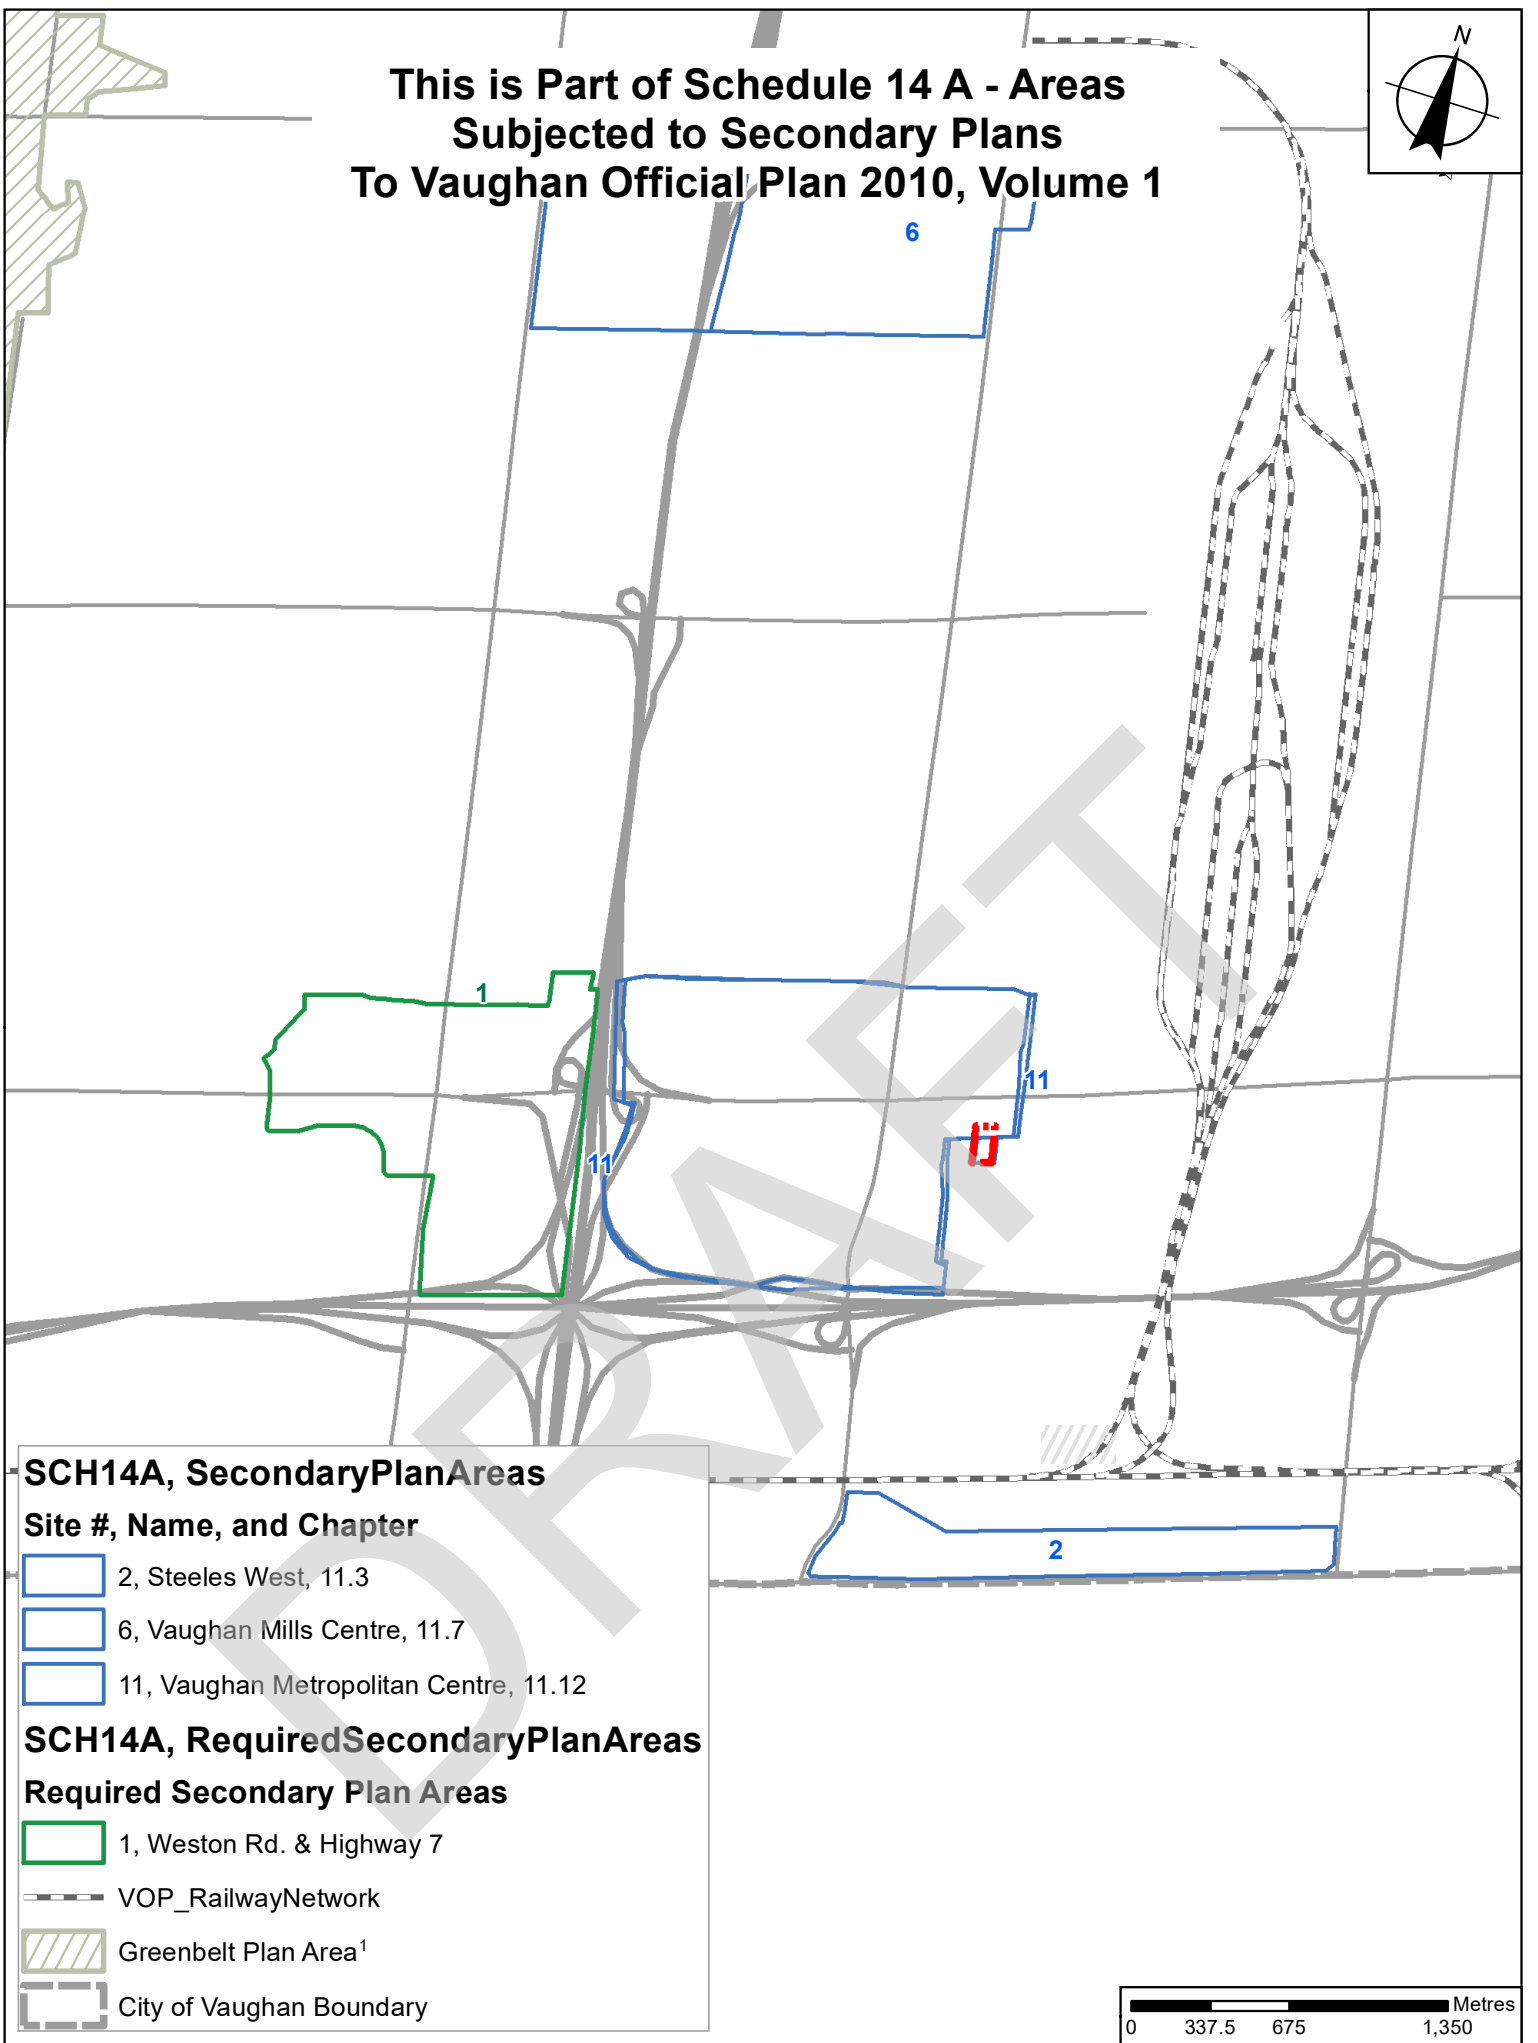 N
This is Part of Schedule 14 A - Areas
Subjected to Secondary Plans
To Vaughan Official Plan 2010, Volume 1
6
1
11
11
DRAFT
2
SCH14A, SecondaryPlanAreas
Site #, Name, and Chapter
2, Steeles West, 11.3
6, Vaughan Mills Centre, 11.7
11, Vaughan Metropolitan Centre, 11.12
SCH14A, RequiredSecondaryPlanAreas
Required Secondary Plan Areas
1, Weston Rd. & Highway 7
VOP_RailwayNetwork
Greenbelt Plan Area1
City of Vaughan Boundary
Metres
0 337.5 675 1,350